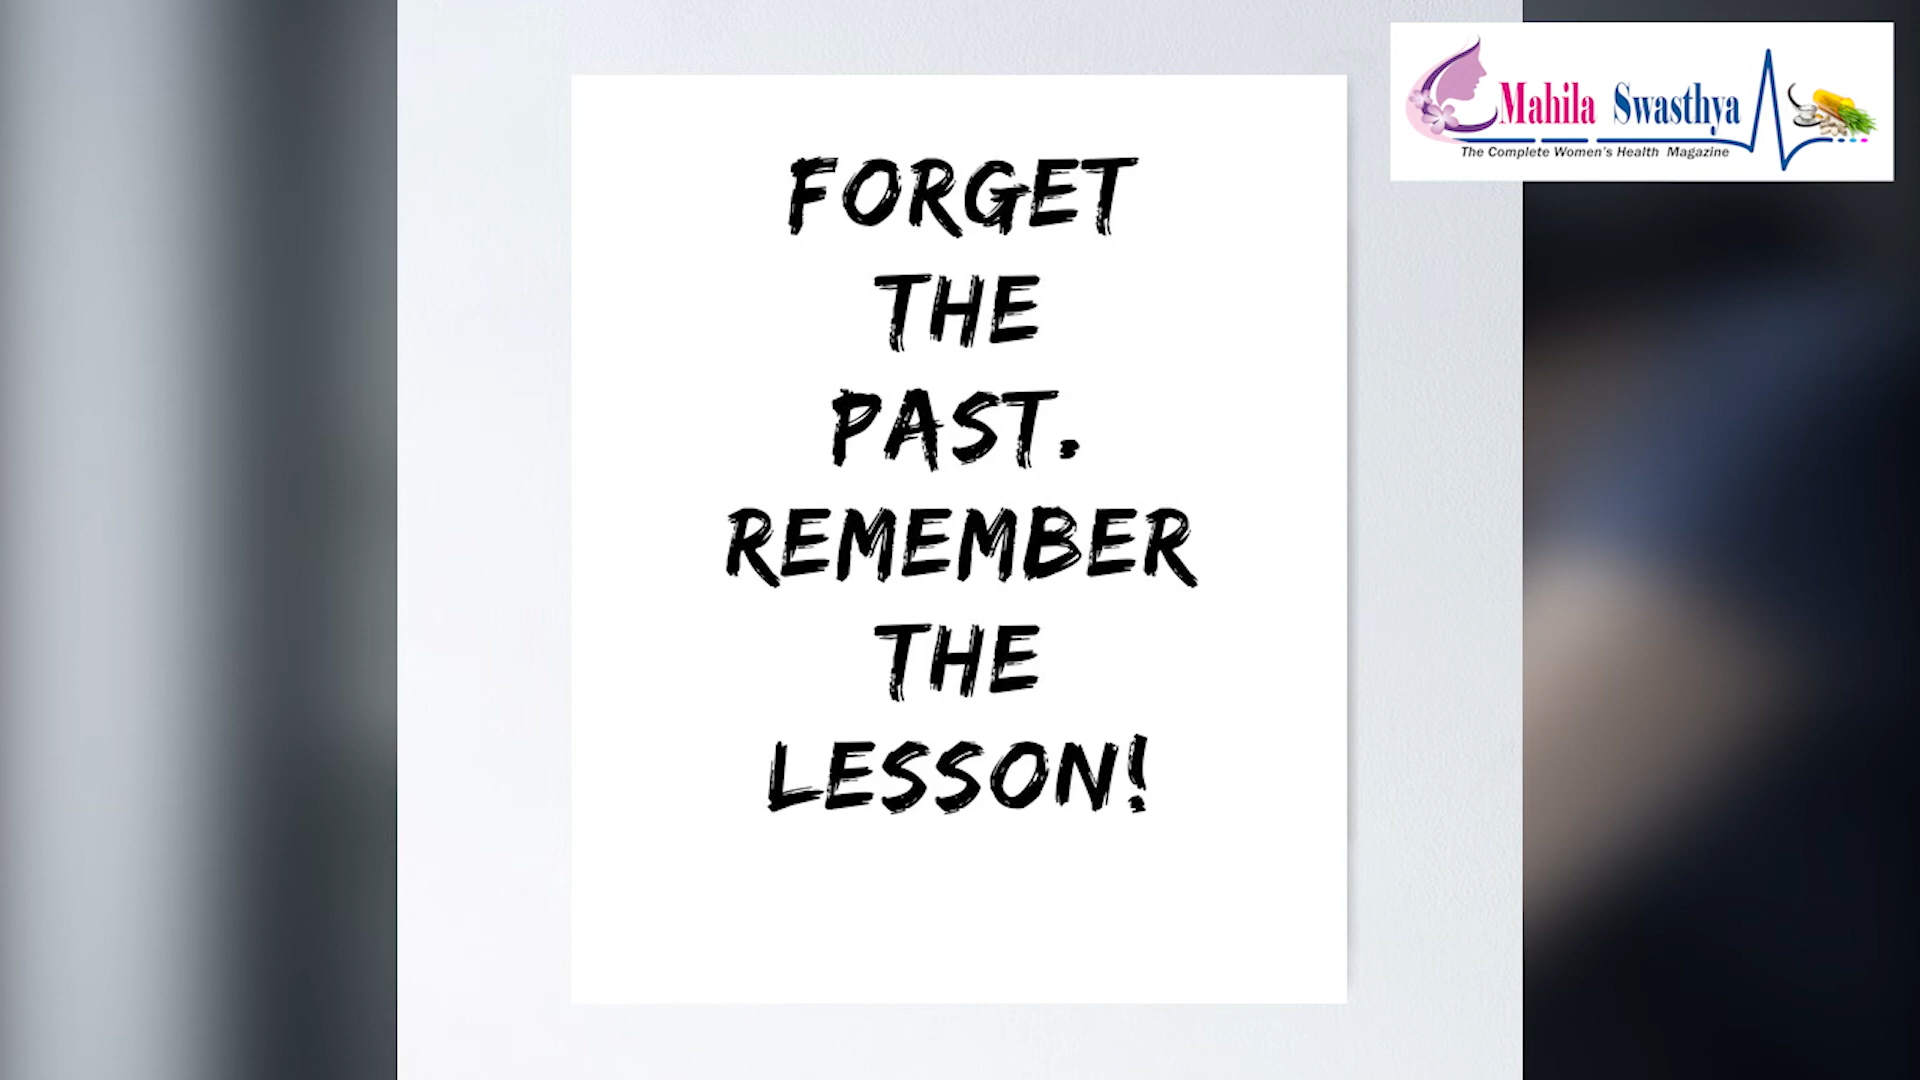 FORGET
THE
PAST.
REMEMBER
THE
LESSON!
Mahila Swasthya
The Complete Women's Health Magazine